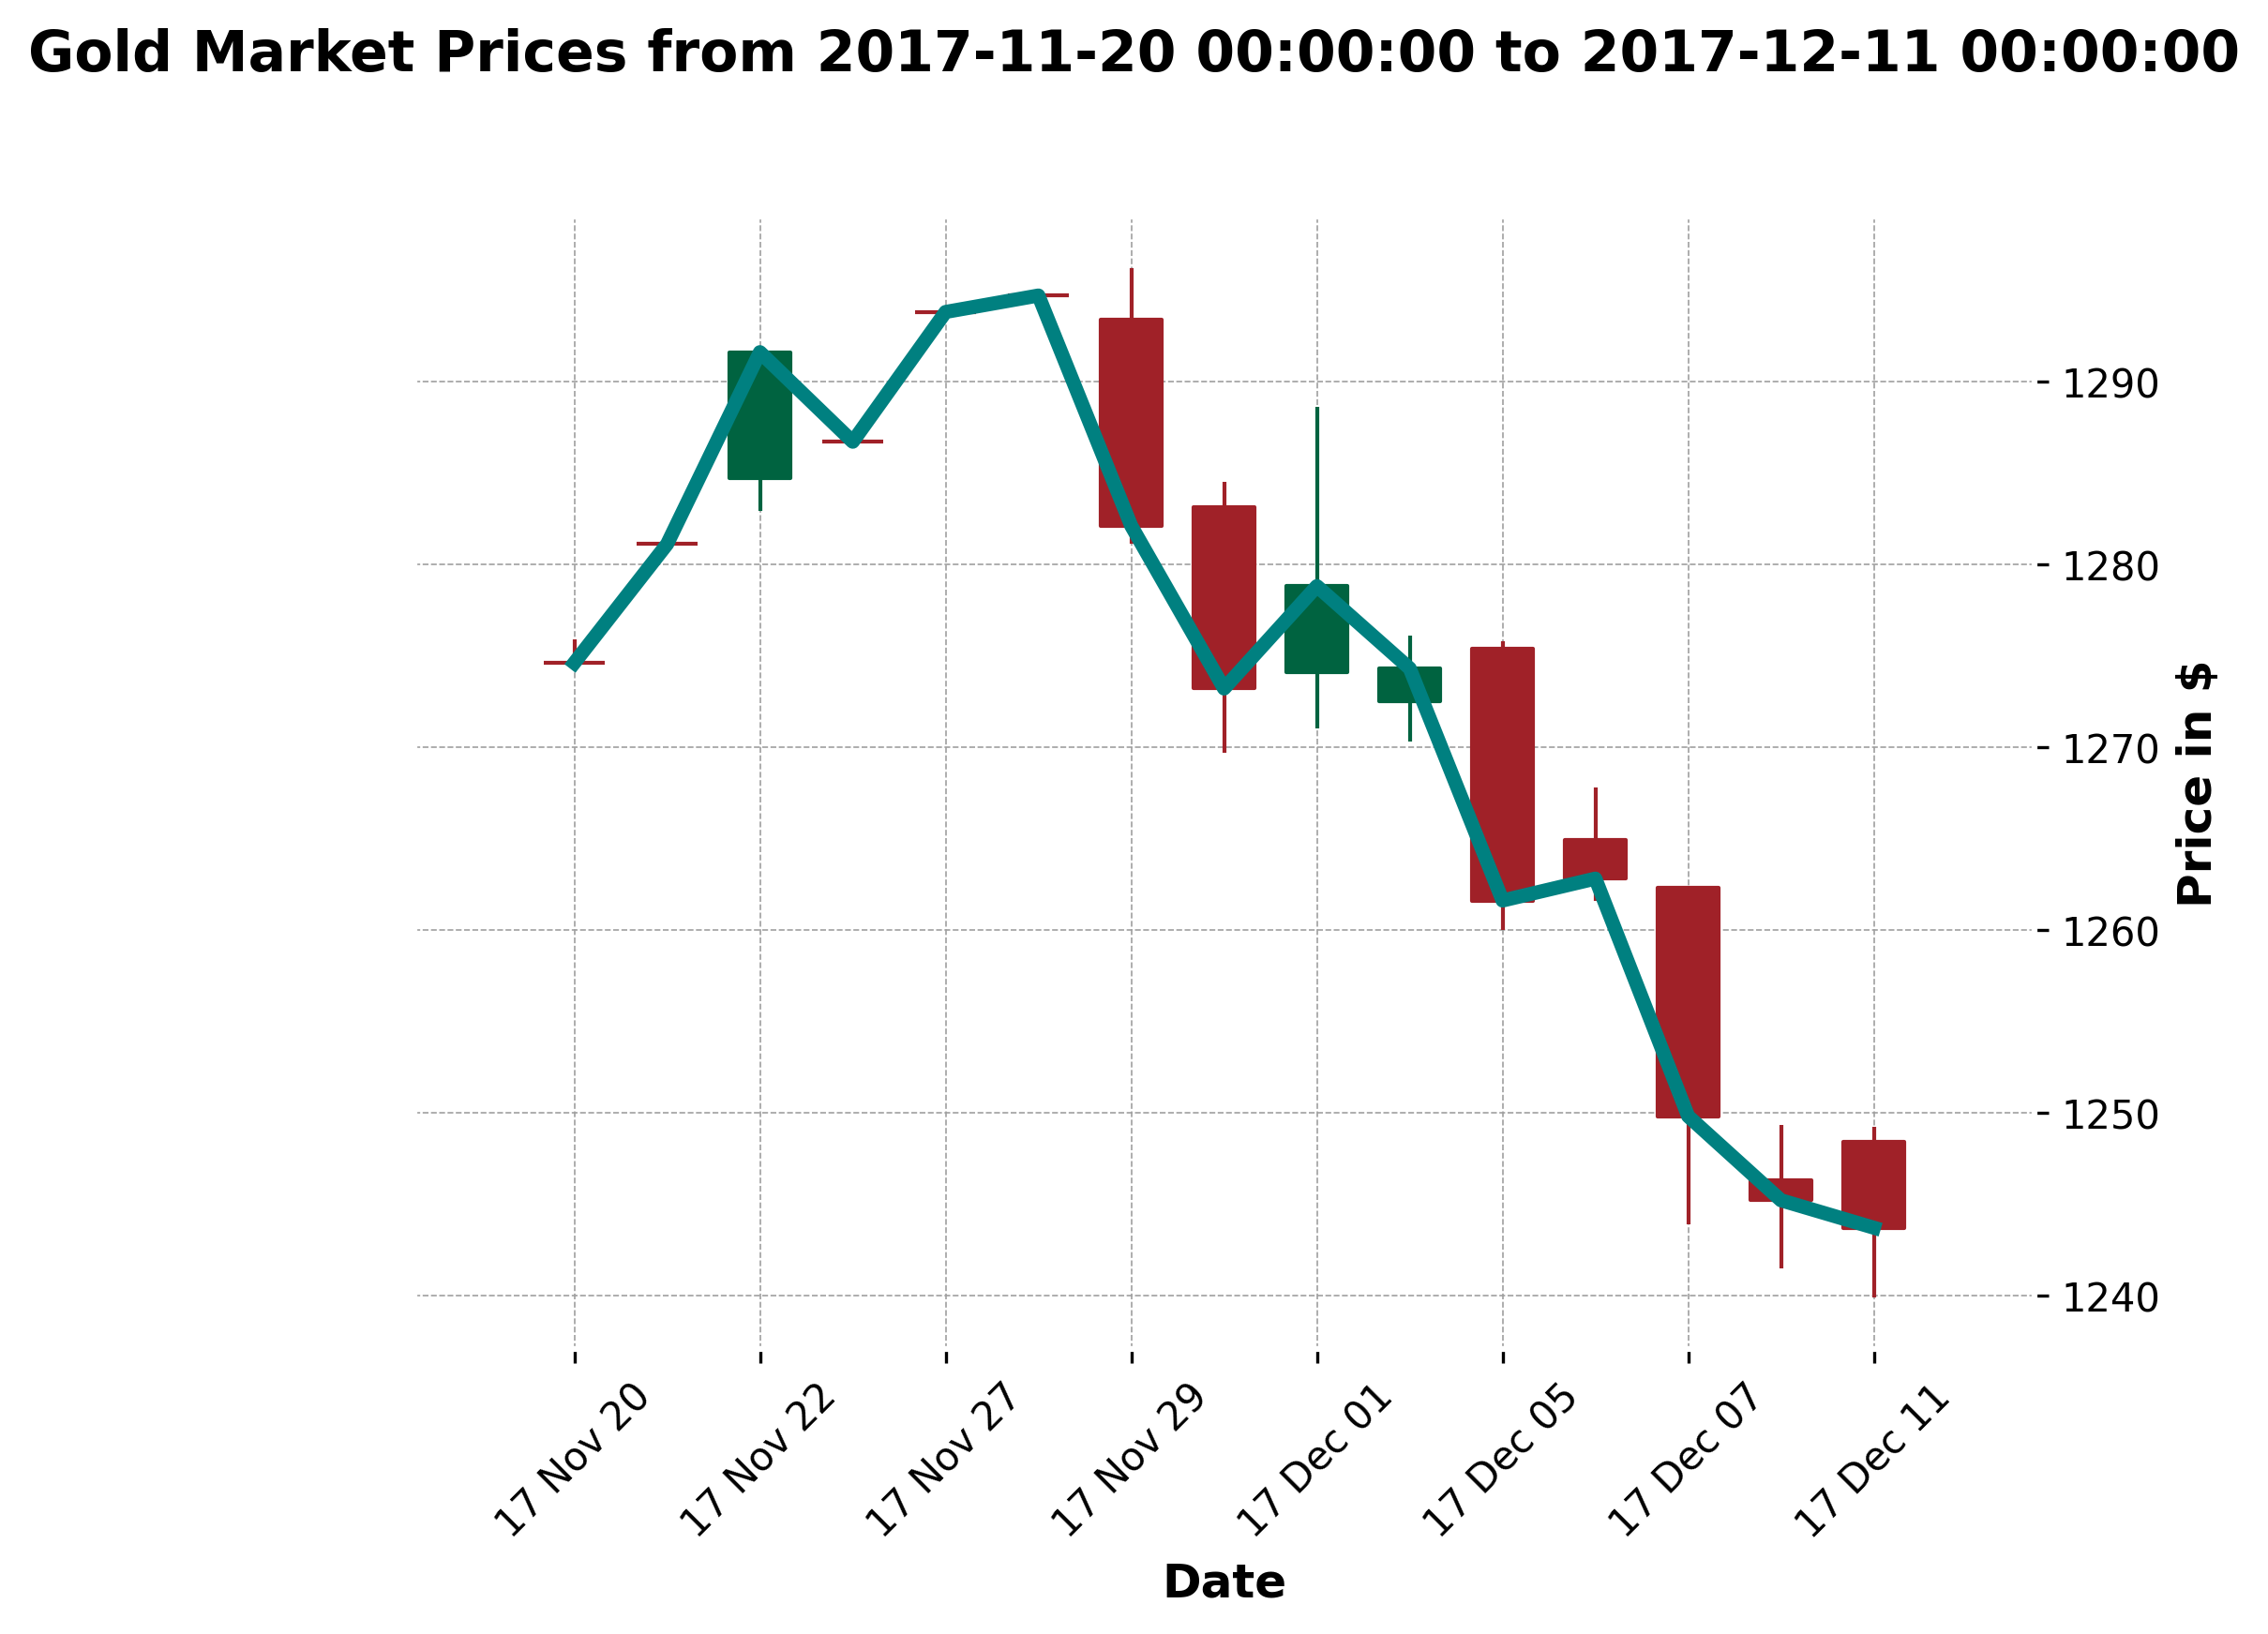 Gold Market Prices from 2017-11-20 00:00:00 to 2017-12-11 00:00:00
1290
1280
1270
1260
1250
1240
Price in $
17 Nov 20
17 Nov 22
17 Nov 27
17 Nov 29
17 Dec 01
17 Dec 05
17 Dec 07
17 Dec 11
Date